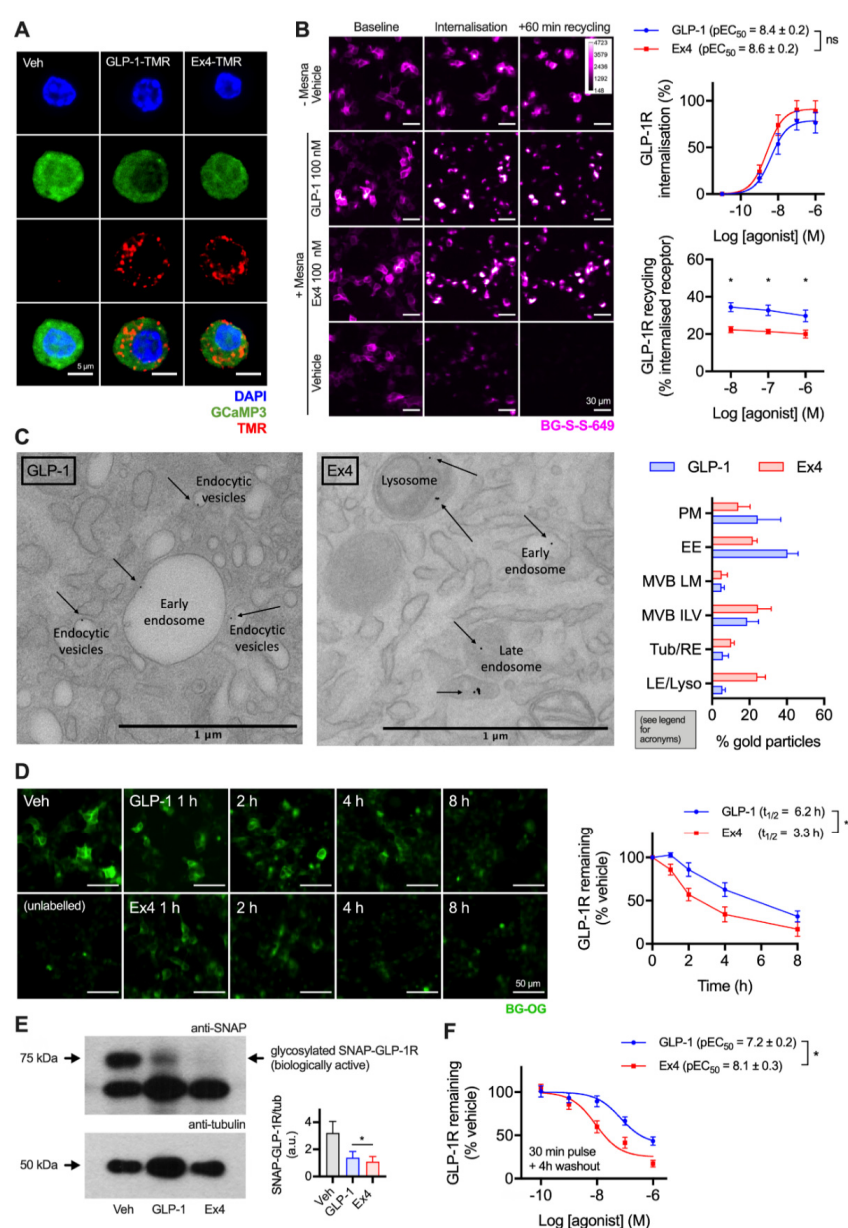 A
Veh
GLP-1-TMR
Ex4-TMR
5 µm
DAPI
GCaMP3
TMR
B
Baseline
Internalisation
+60 min recycling
- Mesna
Vehicle
+ Mesna
GLP-1 100 nM
Ex4 100 nM
Vehicle
4723
3579
2438
1292
148
30 µm
BG-S-S-649
GLP-1 (pEC50 = 8.4 ± 0.2)
Ex4 (pEC50 = 8.6 ± 0.2)
ns
GLP-1R
internalisation (%)
100
50
0
-10
-8
-6
Log [agonist] (M)
GLP-1R recycling
(% internalised receptor)
60
40
20
0
* * *
-8
-7
-6
Log [agonist] (M)
C
GLP-1
Endocytic
vesicles
Early
endosome
Endocytic
vesicles
Endocytic
vesicles
1 µm
Ex4
Lysosome
Early
endosome
Late
endosome
1 µm
GLP-1
Ex4
PM
EE
MVB LM
MVB ILV
Tub/RE
LE/Lyso
0
20
40
60
% gold particles
(see legend
for
acronyms)
D
Veh
GLP-1 1 h
2 h
4 h
8 h
(unlabelled)
Ex4 1 h
2 h
4 h
8 h
50 µm
BG-OG
GLP-1 (t1/2 = 6.2 h)
Ex4 (t1/2 = 3.3 h)
*
GLP-1R remaining
(% vehicle)
100
50
0
0
2
4
6
8
Time (h)
E
anti-SNAP
75 kDa
glycosylated SNAP-GLP-1R
(biologically active)
anti-tubulin
50 kDa
Veh
GLP-1
Ex4
SNAP-GLP-1R/tub
(a.u.)
4
2
0
*
Veh
GLP-1
Ex4
F
GLP-1 (pEC50 = 7.2 ± 0.2)
Ex4 (pEC50 = 8.1 ± 0.3)
*
GLP-1R remaining
(% vehicle)
100
50
0
30 min pulse
+ 4h washout
-10
-9
-8
-7
-6
Log [agonist] (M)